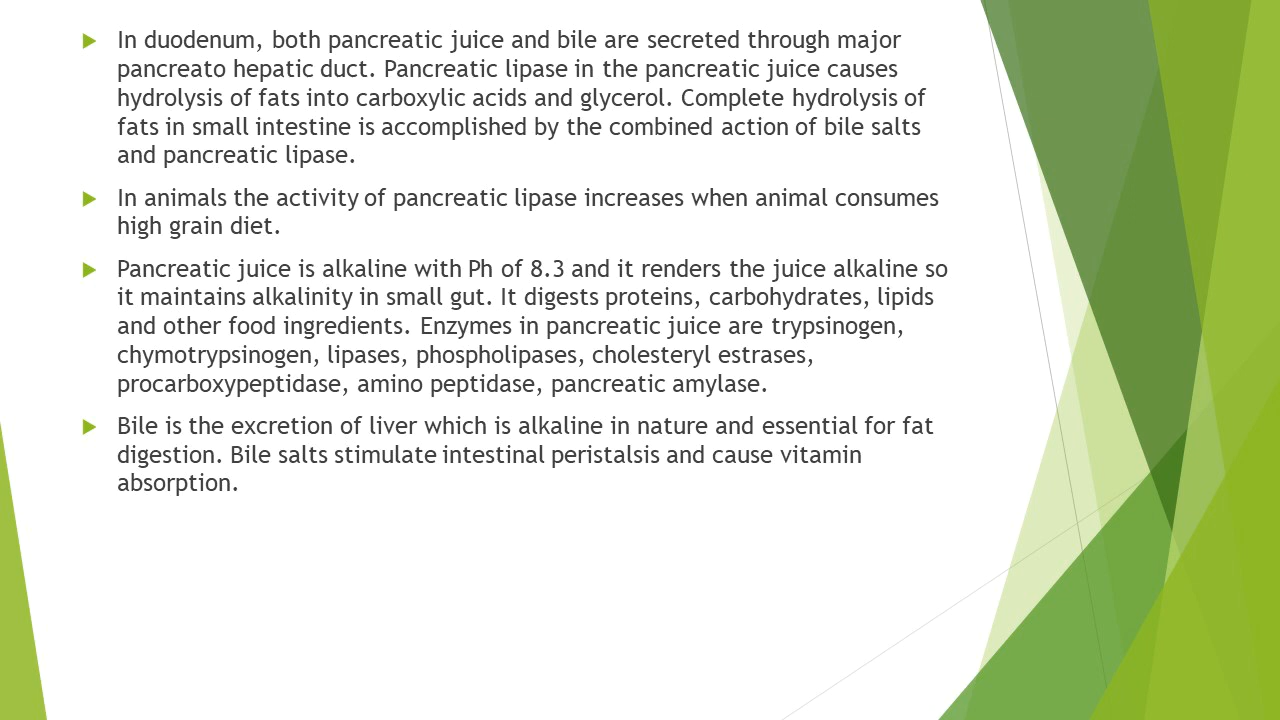 In duodenum, both pancreatic juice and bile are secreted through major
pancreato hepatic duct. Pancreatic lipase in the pancreatic juice causes
hydrolysis of fats into carboxylic acids and glycerol. Complete hydrolysis of
fats in small intestine is accomplished by the combined action of bile salts
and pancreatic lipase.
In animals the activity of pancreatic lipase increases when animal consumes
high grain diet.
Pancreatic juice is alkaline with Ph of 8.3 and it renders the juice alkaline so
it maintains alkalinity in small gut. It digests proteins, carbohydrates, lipids
and other food ingredients. Enzymes in pancreatic juice are trypsinogen,
chymotrypsinogen, lipases, phospholipases, cholesteryl estrases,
procarboxypeptidase, amino peptidase, pancreatic amylase.
Bile is the excretion of liver which is alkaline in nature and essential for fat
digestion. Bile salts stimulate intestinal peristalsis and cause vitamin
absorption.